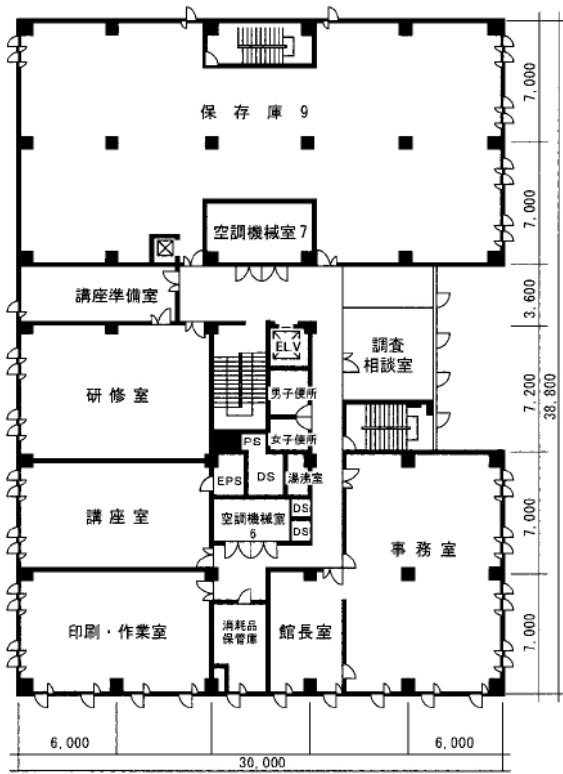 保存庫9
7,000
7,000
空調機械室7
講座準備室
3,600
調査
相談室
ELV
研修室
男子便所
7,200
38,800
女子便所
PS
EPS
DS
湯沸室
講座室
空調機械室
6
DS
DS
事務室
7,000
印刷・作業室
消耗品
保管庫
館長室
7,000
6,000
6,000
30,000